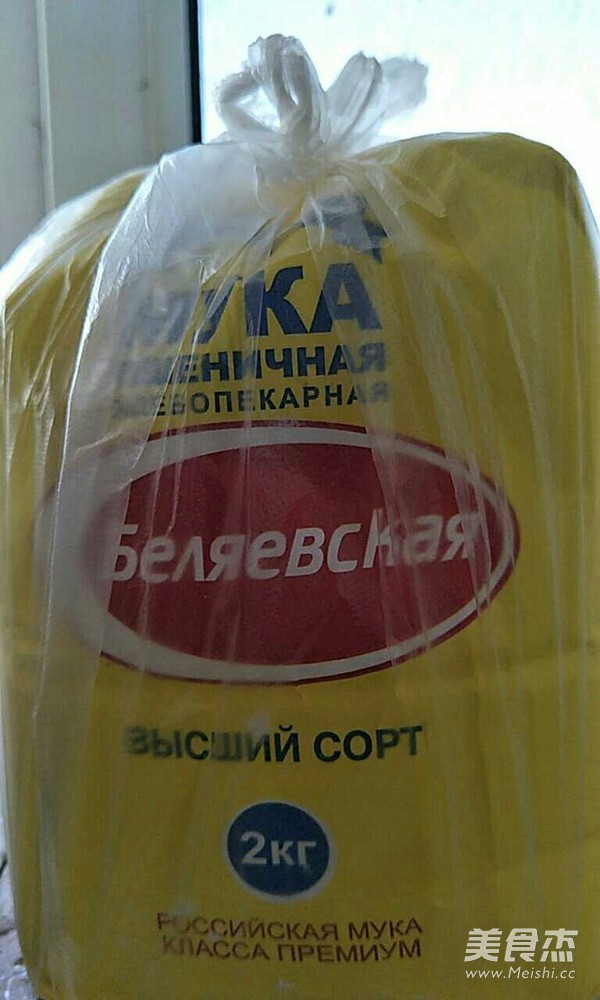 МУКА
ПШЕНИЧНАЯ
ХЛЕБОПЕКАРНАЯ
Беляевская
ВЫСШИЙ СОРТ
2кг
РОССИЙСКАЯ МУКА
КЛАССА ПРЕМИУМ
美食杰
www.Meishi.cc